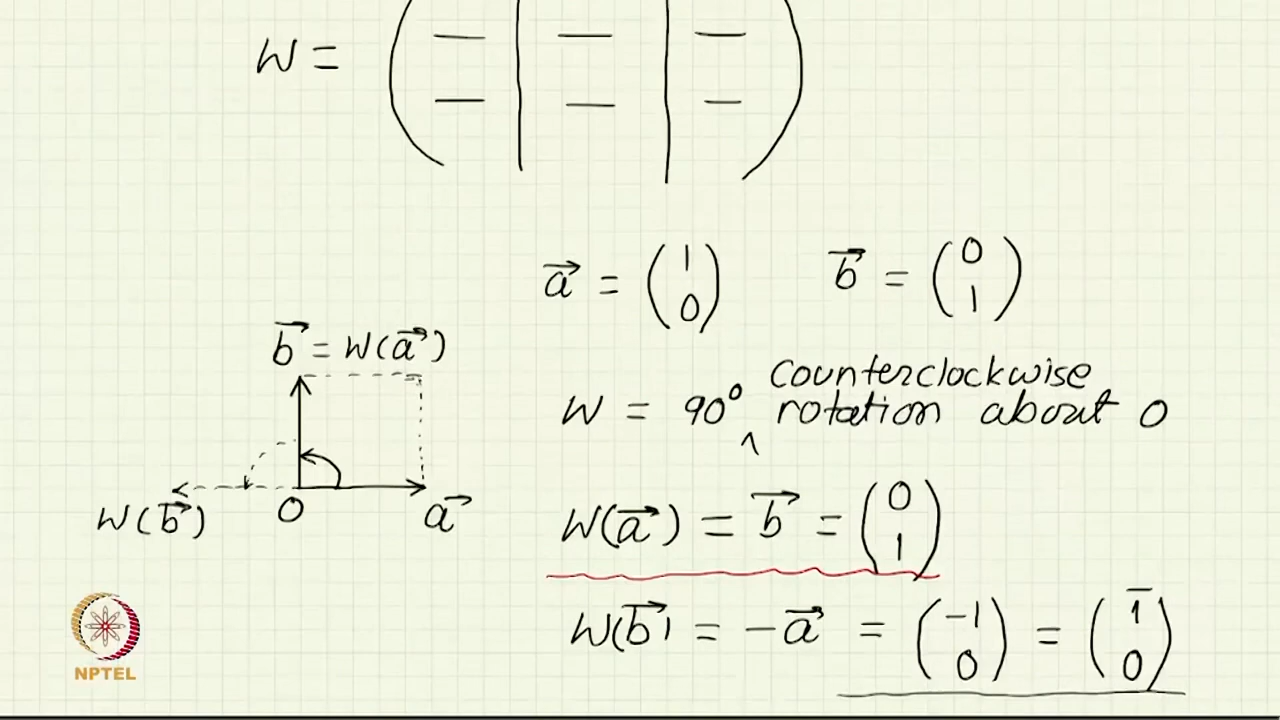 W = ( — | — | — )
( — | — | — )
a⃗ = (1 0) b⃗ = (0 1)
b⃗ = W(a⃗)
counterclockwise
W = 90° ^ rotation about O
W(b⃗) O a⃗
W(a⃗) = b⃗ = (0 1)
W(b⃗) = -a⃗ = (-1 0) = (1̄ 0)
NPTEL